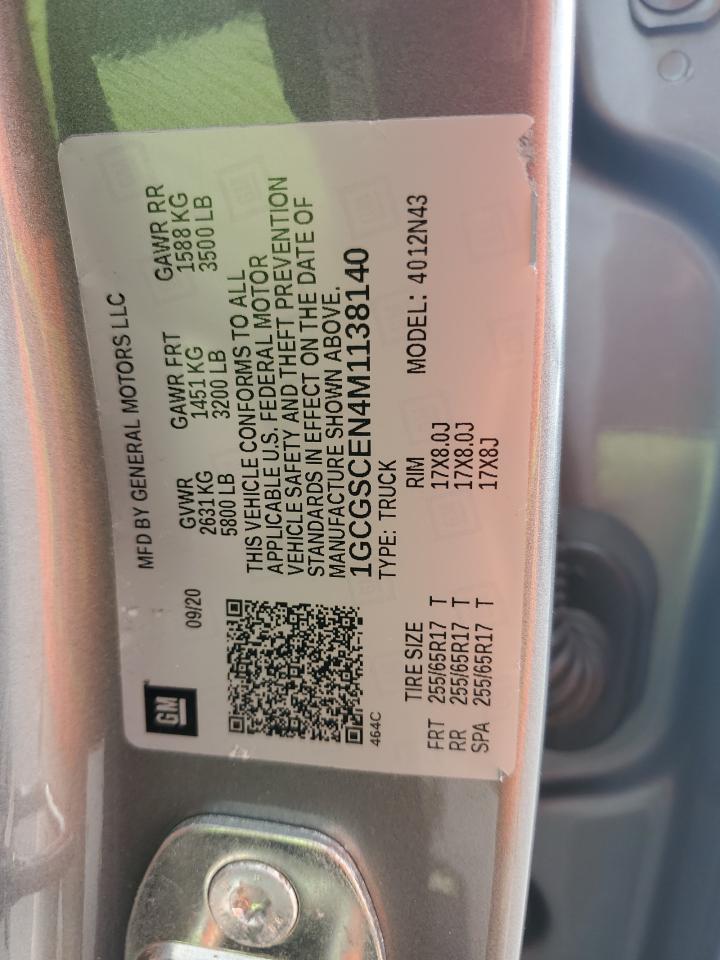 GM
MFD BY GENERAL MOTORS LLC
09/20
GVWR GAWR FRT GAWR RR
2631 KG 1451 KG 1588 KG
5800 LB 3200 LB 3500 LB
THIS VEHICLE CONFORMS TO ALL
APPLICABLE U.S. FEDERAL MOTOR
VEHICLE SAFETY AND THEFT PREVENTION
STANDARDS IN EFFECT ON THE DATE OF
MANUFACTURE SHOWN ABOVE.
1GCGSCEN4M1138140
464C
TYPE: TRUCK
MODEL: 4012N43
TIRE SIZE RIM
FRT 255/65R17 T 17X8.0J
RR 255/65R17 T 17X8.0J
SPA 255/65R17 T 17X8J